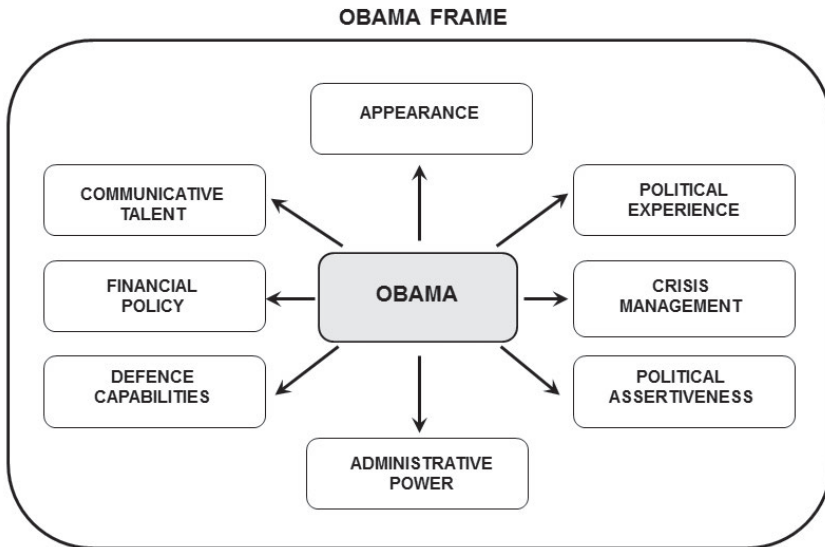 OBAMA FRAME
APPEARANCE
COMMUNICATIVE
TALENT
POLITICAL
EXPERIENCE
FINANCIAL
POLICY
OBAMA
CRISIS
MANAGEMENT
DEFENCE
CAPABILITIES
POLITICAL
ASSERTIVENESS
ADMINISTRATIVE
POWER